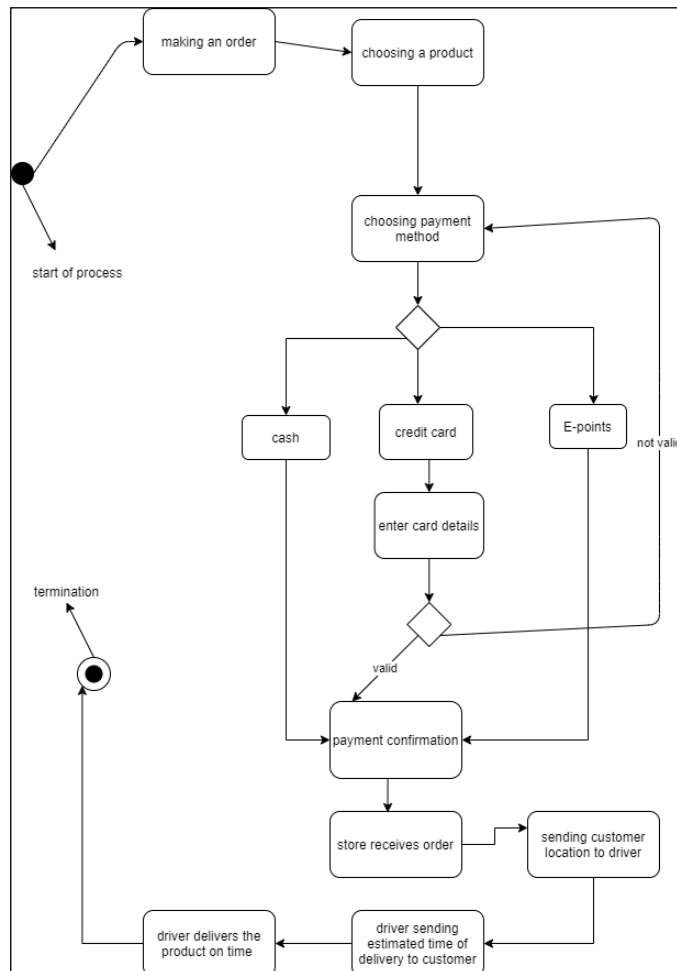 making an order
choosing a product
start of process
choosing payment
method
cash
credit card
E-points
not valid
enter card details
termination
valid
payment confirmation
store receives order
sending customer
location to driver
driver delivers the
product on time
driver sending
estimated time of
delivery to customer